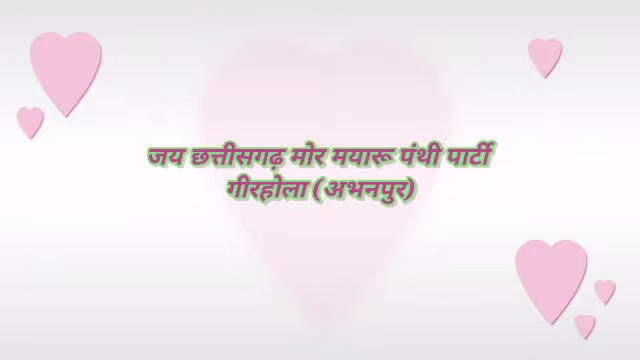 जय छत्तीसगढ़ मोर मयारू पंथी पार्टी
गीरहोला (अभनपुर)